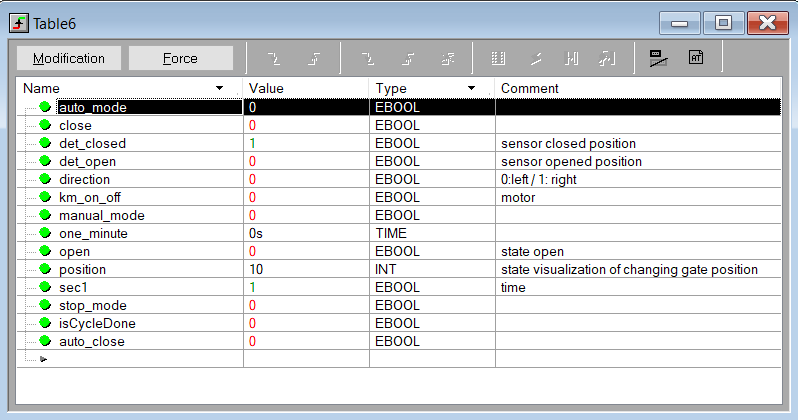 Table6
Modification Force
Name Value Type Comment
auto_mode 0 EBOOL
close 0 EBOOL
det_closed 1 EBOOL sensor closed position
det_open 0 EBOOL sensor opened position
direction 0 EBOOL 0:left / 1: right
km_on_off 0 EBOOL motor
manual_mode 0 EBOOL
one_minute 0s TIME
open 0 EBOOL state open
position 10 INT state visualization of changing gate position
sec1 1 EBOOL time
stop_mode 0 EBOOL
isCycleDone 0 EBOOL
auto_close 0 EBOOL